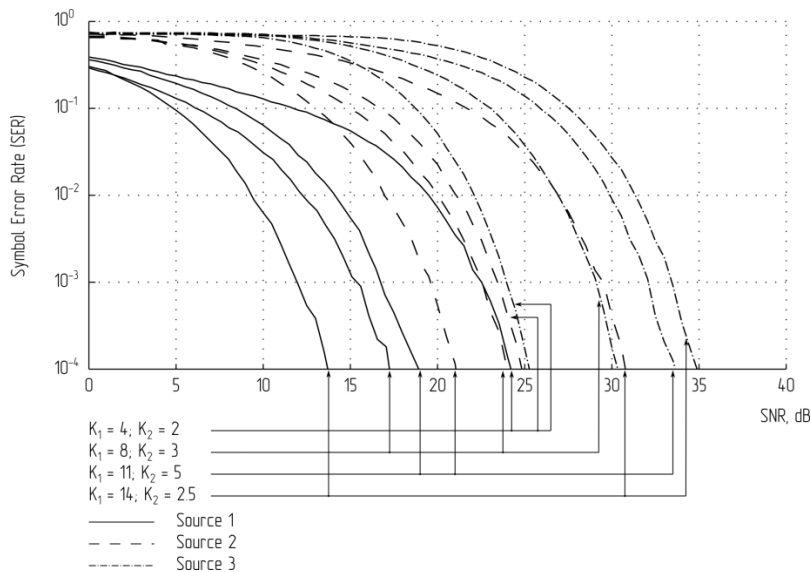 10⁰
10⁻¹
10⁻²
10⁻³
10⁻⁴
Symbol Error Rate (SER)
0 5 10 15 20 25 30 35 40
SNR, dB
K₁ = 4; K₂ = 2
K₁ = 8; K₂ = 3
K₁ = 11; K₂ = 5
K₁ = 14; K₂ = 2.5
Source 1
Source 2
Source 3